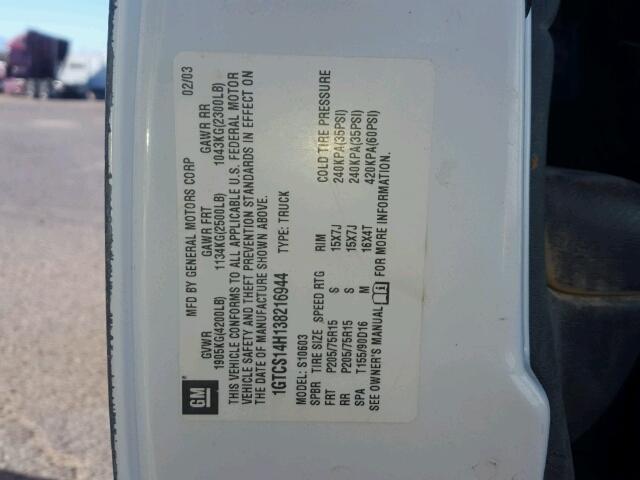 GM
MFD BY GENERAL MOTORS CORP 02/03
GVWR GAWR FRT GAWR RR
1905KG(4200LB) 1134KG(2500LB) 1043KG(2300LB)
THIS VEHICLE CONFORMS TO ALL APPLICABLE U.S. FEDERAL MOTOR
VEHICLE SAFETY AND THEFT PREVENTION STANDARDS IN EFFECT ON
THE DATE OF MANUFACTURE SHOWN ABOVE.
1GTCS14H138216944 TYPE: TRUCK
MODEL: S10603
SPBR TIRE SIZE SPEED RTG RIM COLD TIRE PRESSURE
FRT P205/75R15 S 15X7J 240KPA(35PSI)
RR P205/75R15 S 15X7J 240KPA(35PSI)
SPA T155/90D16 M 16X4T 420KPA(60PSI)
SEE OWNER'S MANUAL FOR MORE INFORMATION.